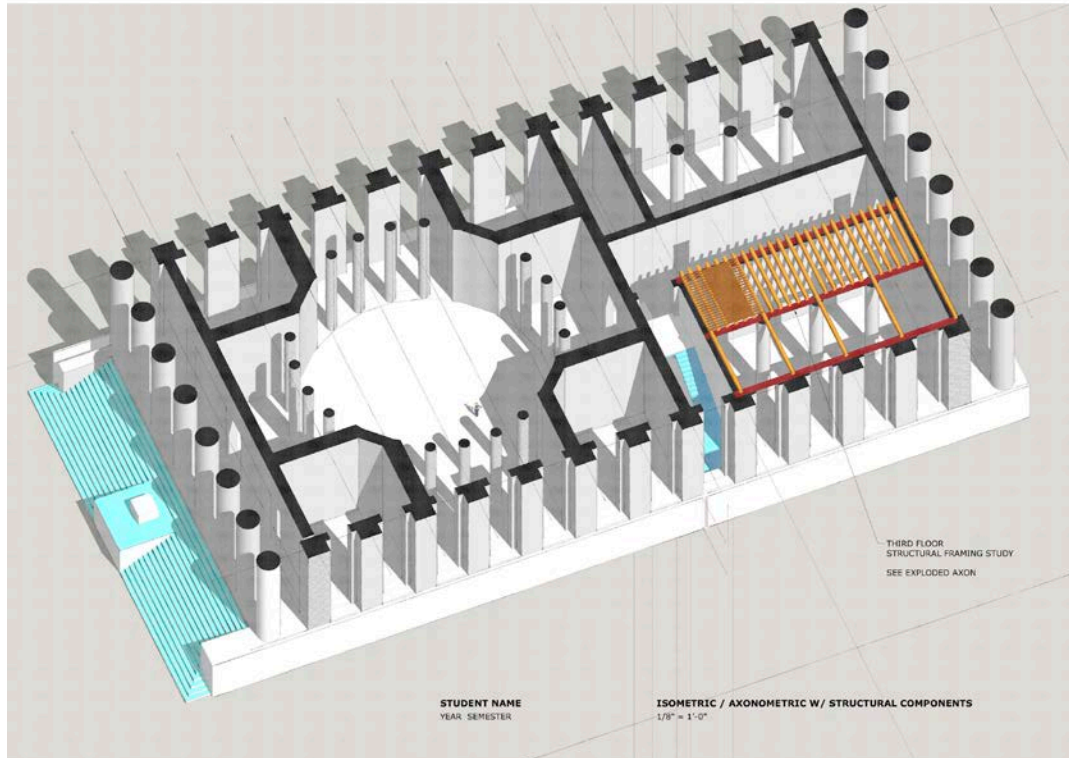 THIRD FLOOR
STRUCTURAL FRAMING STUDY
SEE EXPLODED AXON
STUDENT NAME
YEAR SEMESTER
ISOMETRIC / AXONOMETRIC W/ STRUCTURAL COMPONENTS
1/8" = 1'-0"